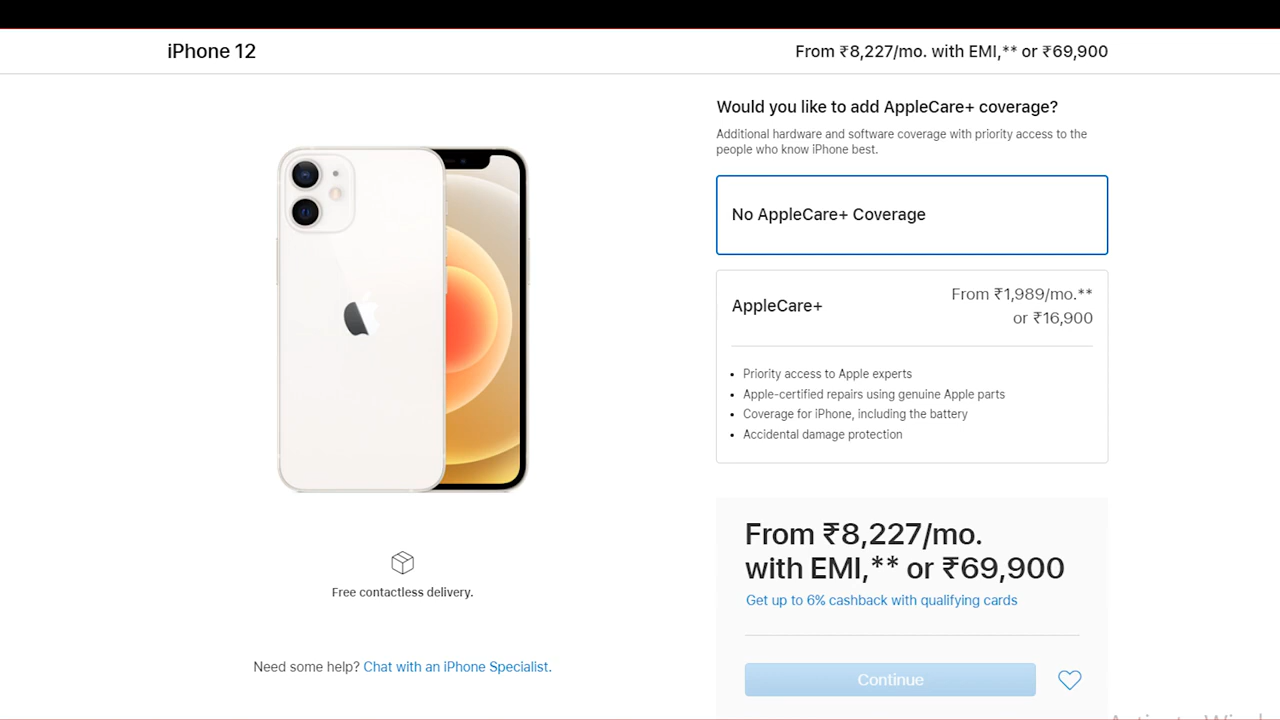 iPhone 12
From ₹8,227/mo. with EMI,** or ₹69,900
Would you like to add AppleCare+ coverage?
Additional hardware and software coverage with priority access to the
people who know iPhone best.
No AppleCare+ Coverage
AppleCare+
From ₹1,989/mo.**
or ₹16,900
• Priority access to Apple experts
• Apple-certified repairs using genuine Apple parts
• Coverage for iPhone, including the battery
• Accidental damage protection
From ₹8,227/mo.
with EMI,** or ₹69,900
Get up to 6% cashback with qualifying cards
Continue
Free contactless delivery.
Need some help? Chat with an iPhone Specialist.